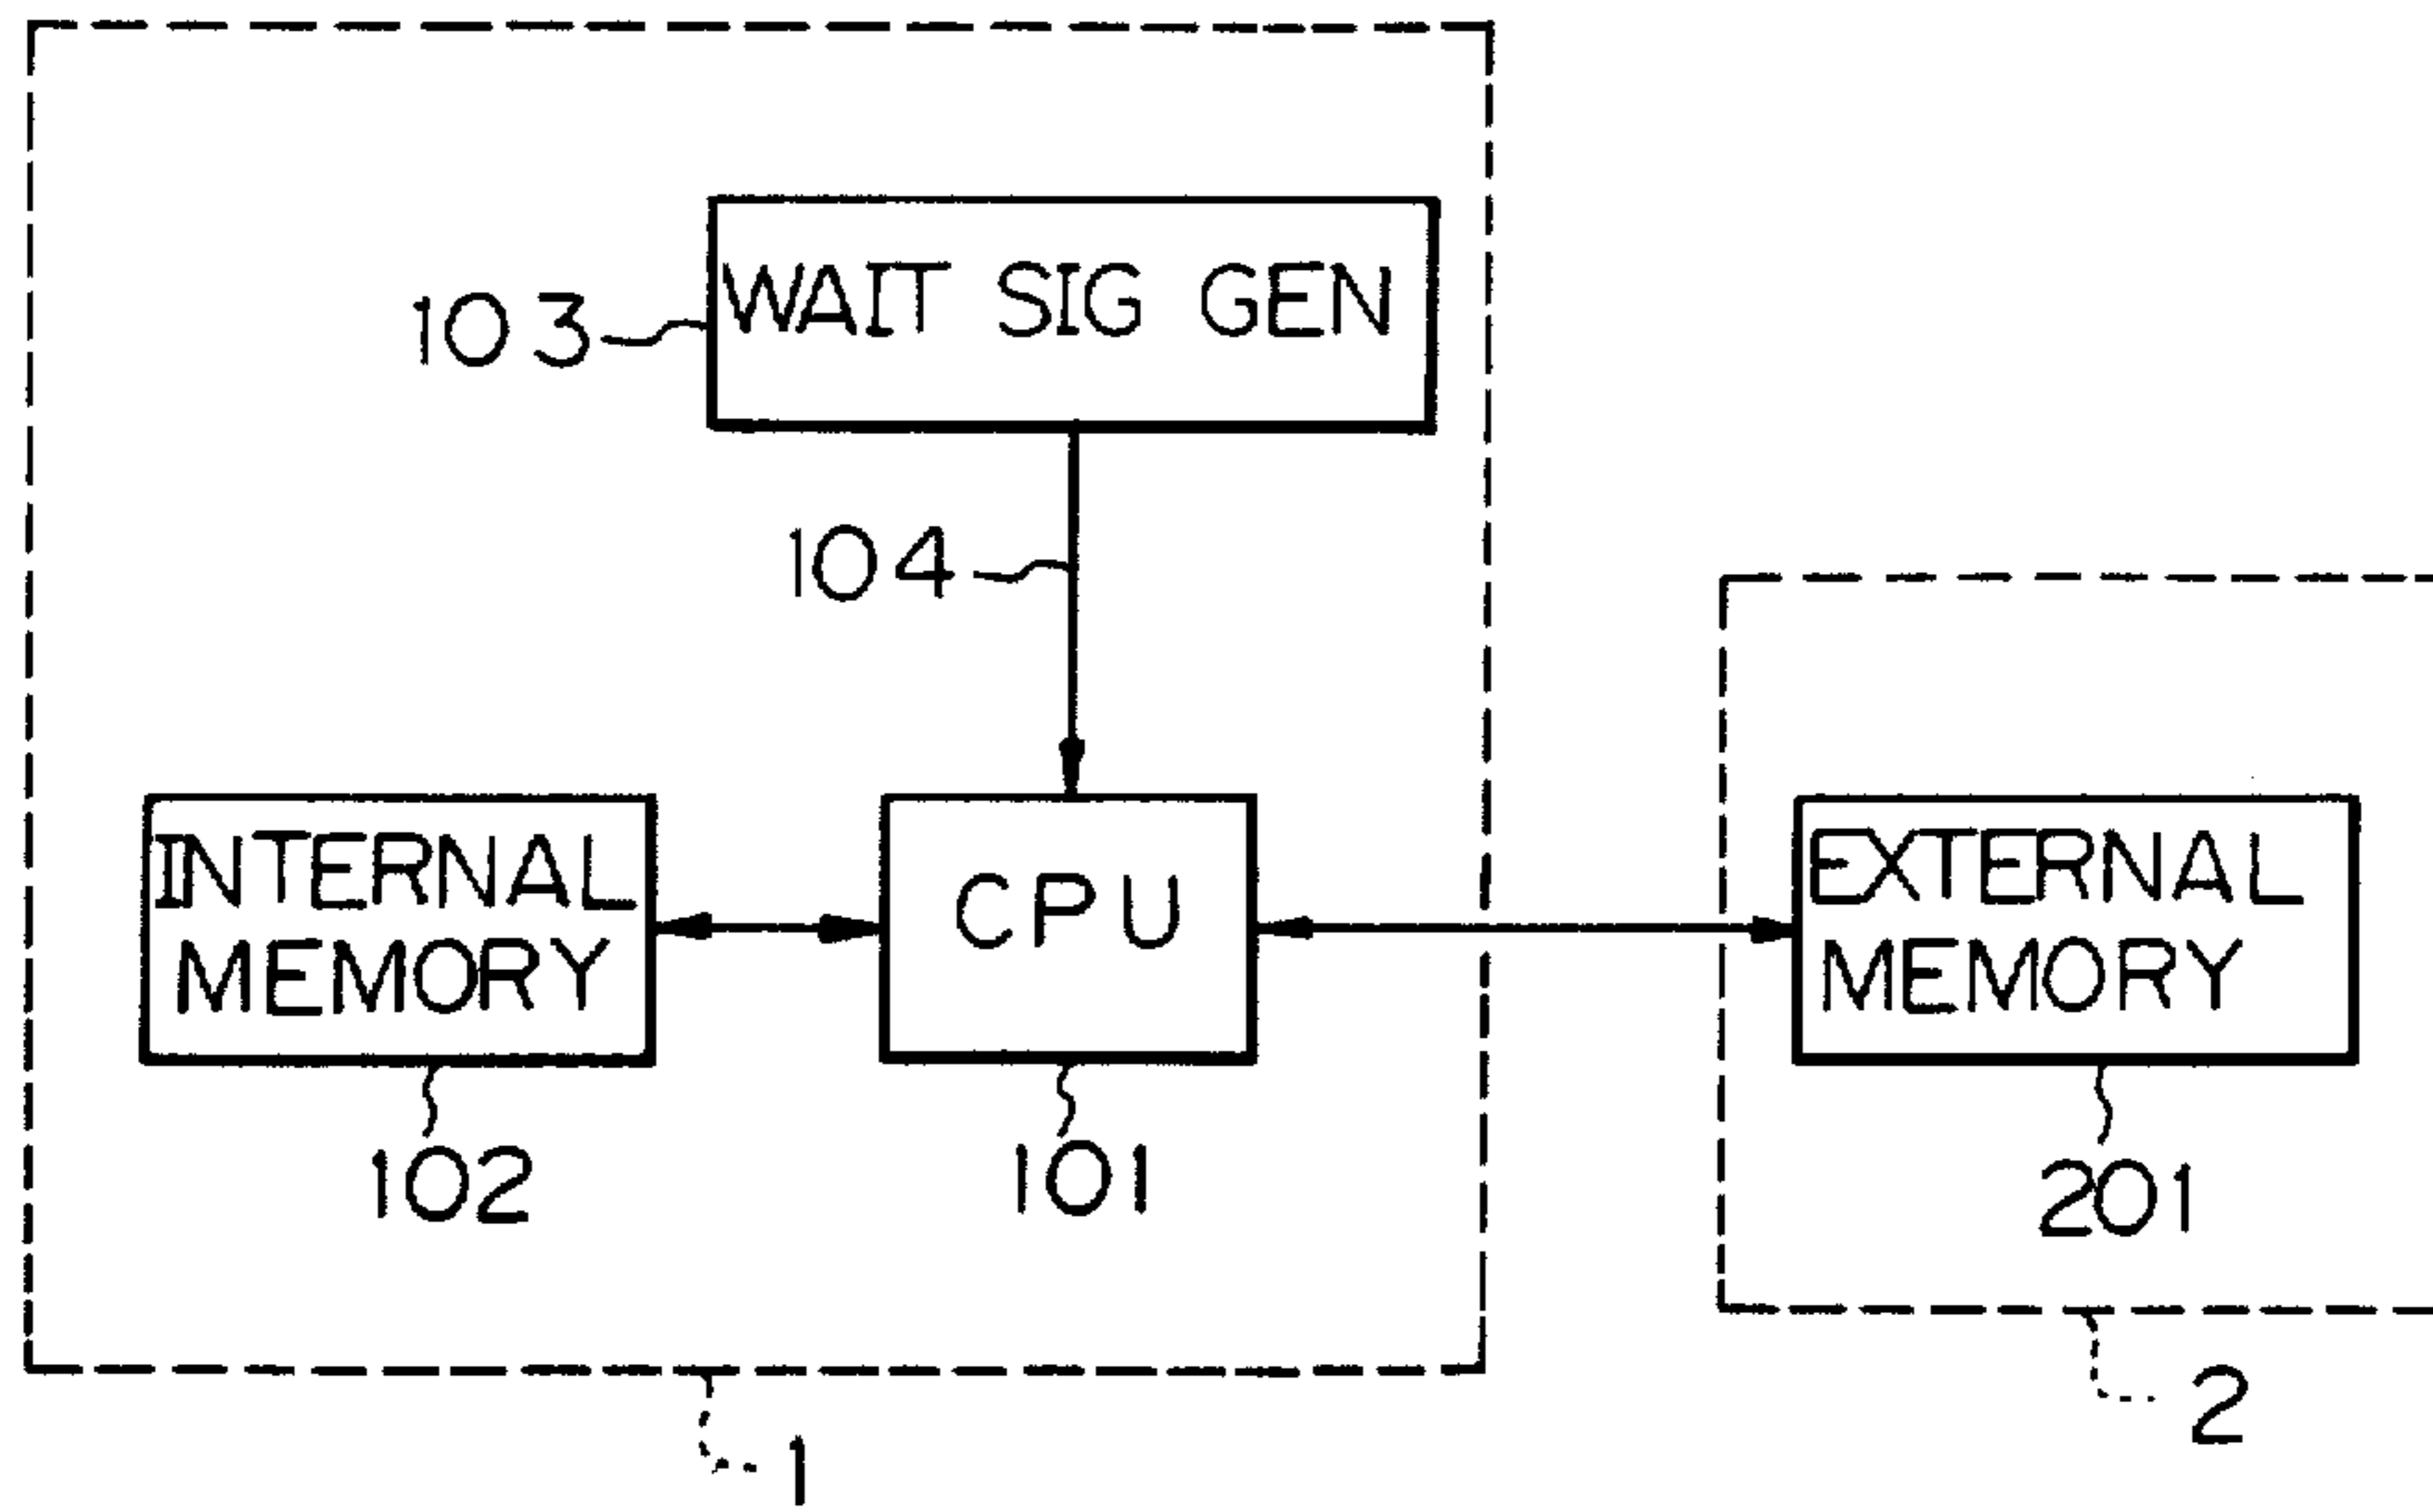 WAIT SIG GEN
103
104
INTERNAL
MEMORY
CPU
EXTERNAL
MEMORY
102
101
201
2
1